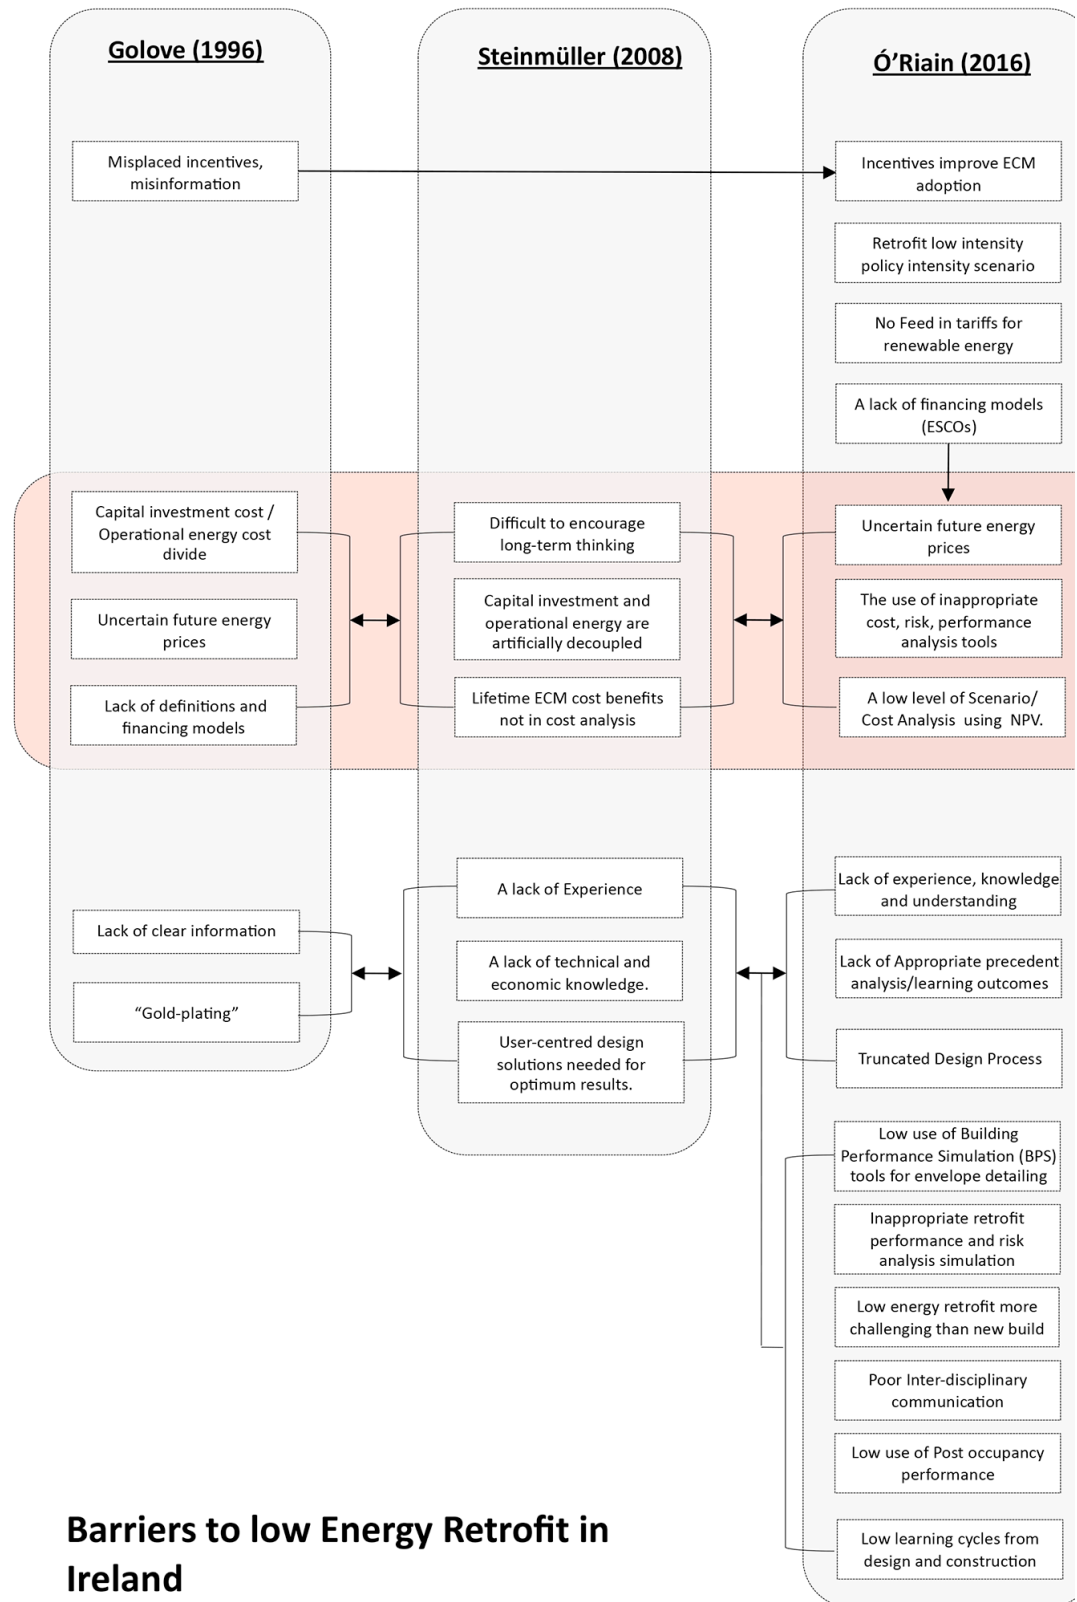 Golove (1996)
Misplaced incentives,
misinformation
Capital investment cost /
Operational energy cost
divide
Uncertain future energy
prices
Lack of definitions and
financing models
Lack of clear information
“Gold-plating”
Steinmüller (2008)
Difficult to encourage
long-term thinking
Capital investment and
operational energy are
artificially decoupled
Lifetime ECM cost benefits
not in cost analysis
A lack of Experience
A lack of technical and
economic knowledge.
User-centred design
solutions needed for
optimum results.
Ó’Riain (2016)
Incentives improve ECM
adoption
Retrofit low intensity
policy intensity scenario
No Feed in tariffs for
renewable energy
A lack of financing models
(ESCOs)
Uncertain future energy
prices
The use of inappropriate
cost, risk, performance
analysis tools
A low level of Scenario/
Cost Analysis using NPV.
Lack of experience, knowledge
and understanding
Lack of Appropriate precedent
analysis/learning outcomes
Truncated Design Process
Low use of Building
Performance Simulation (BPS)
tools for envelope detailing
Inappropriate retrofit
performance and risk
analysis simulation
Low energy retrofit more
challenging than new build
Poor Inter-disciplinary
communication
Low use of Post occupancy
performance
Low learning cycles from
design and construction
Barriers to low Energy Retrofit in
Ireland